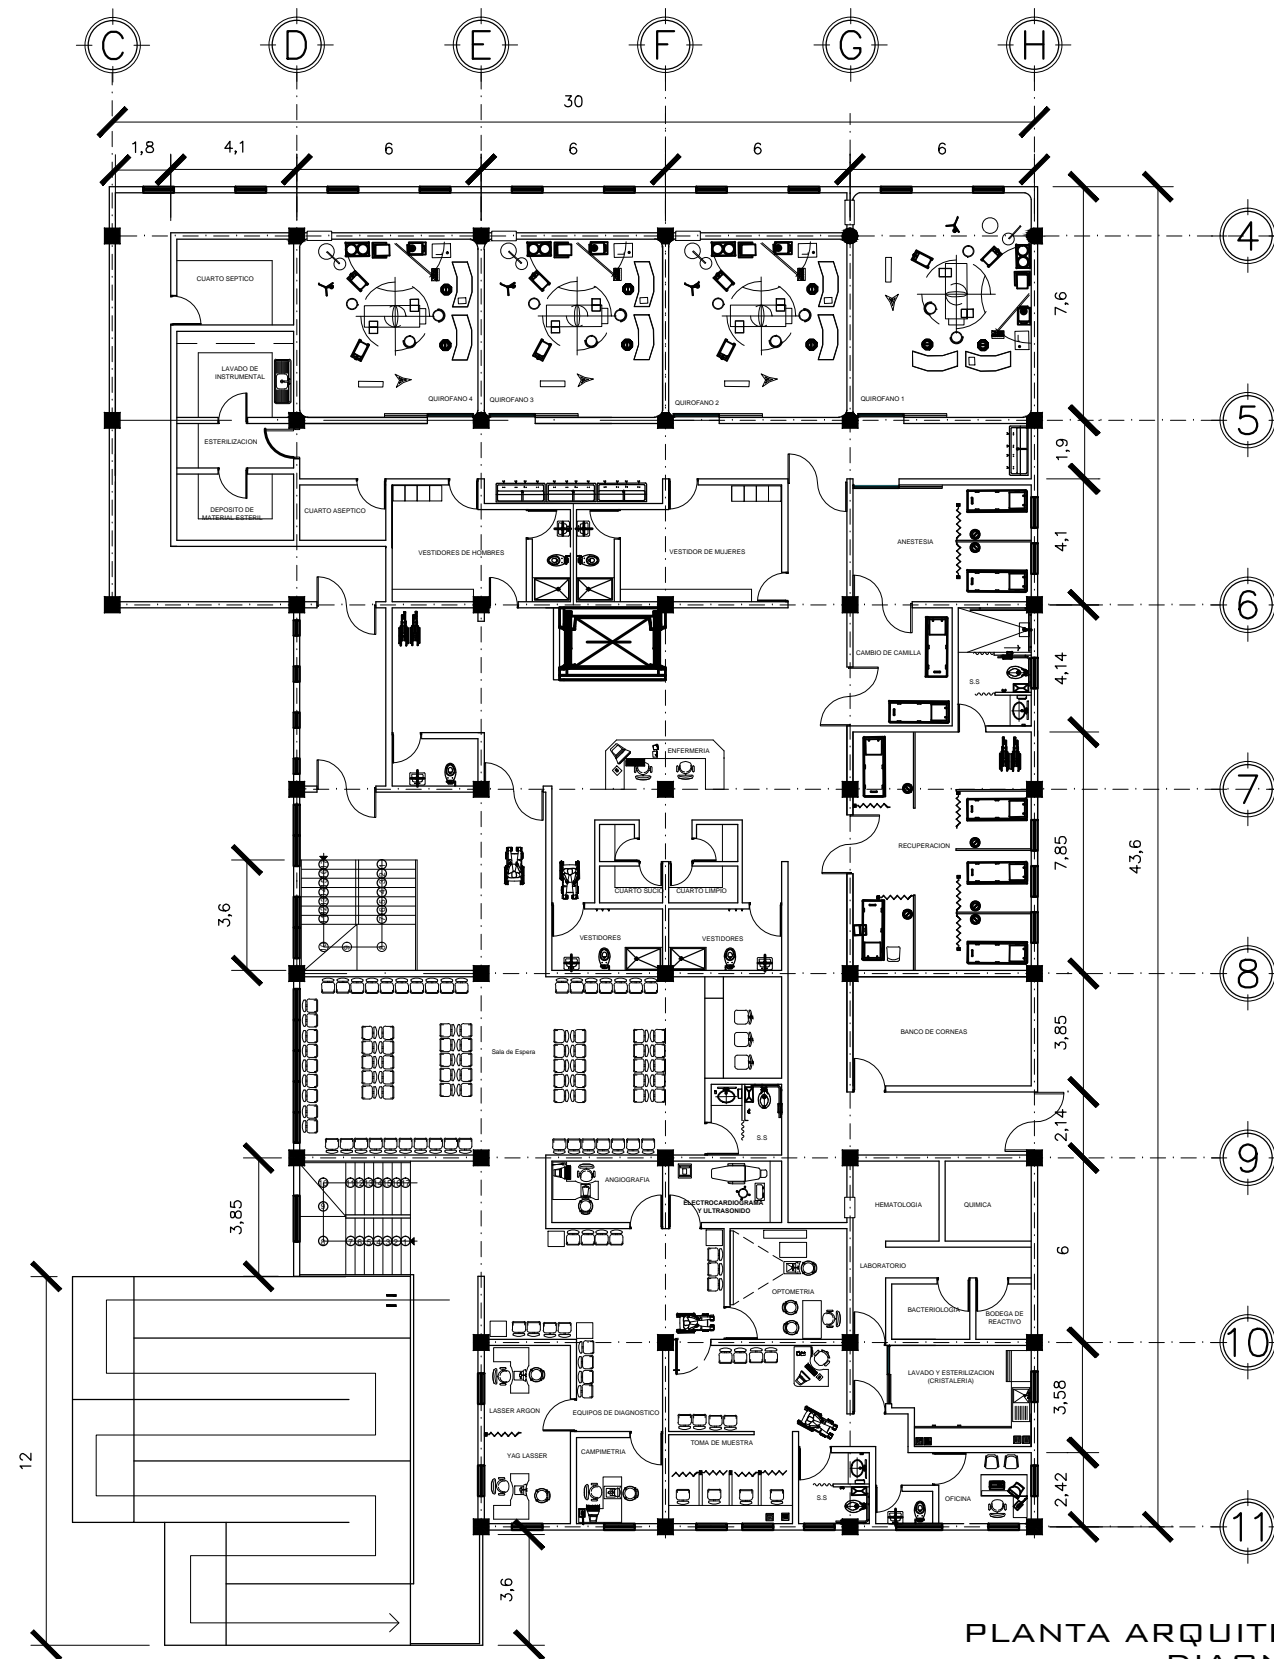 C D E F G H
30
1,8 4,1 6 6 6 6
4
7,6
CUARTO SEPTICO
LAVADO DE
INSTRUMENTAL
QUIROFANO 4
QUIROFANO 3
QUIROFANO 2
QUIROFANO 1
5
1,9
ESTERILIZACION
DEPOSITO DE
MATERIAL ESTERIL
CUARTO ASEPTICO
VESTIDORES DE HOMBRES
VESTIDOR DE MUJERES
ANESTESIA
4,1
6
CAMBIO DE CAMILLA
S.S
4,14
ENFERMERIA
7
RECUPERACION
7,85
43,6
3,6
CUARTO SUCIO
CUARTO LIMPIO
VESTIDORES
VESTIDORES
8
Sala de Espera
BANCO DE CORNEAS
3,85
2,14
S.S
9
3,85
ANGIOGRAFIA
ELECTROCARDIOGRAMA
Y ULTRASONIDO
HEMATOLOGIA
QUIMICA
6
LABORATORIO
OPTOMETRIA
BACTERIOLOGIA
BODEGA DE
REACTIVO
10
LAVADO Y ESTERILIZACION
(CRISTALERIA)
3,58
LASSER ARGON
EQUIPOS DE DIAGNOSTICO
12
YAG LASSER
CAMPIMETRIA
TOMA DE MUESTRA
S.S
OFICINA
2,42
11
3,6
PLANTA ARQUITE